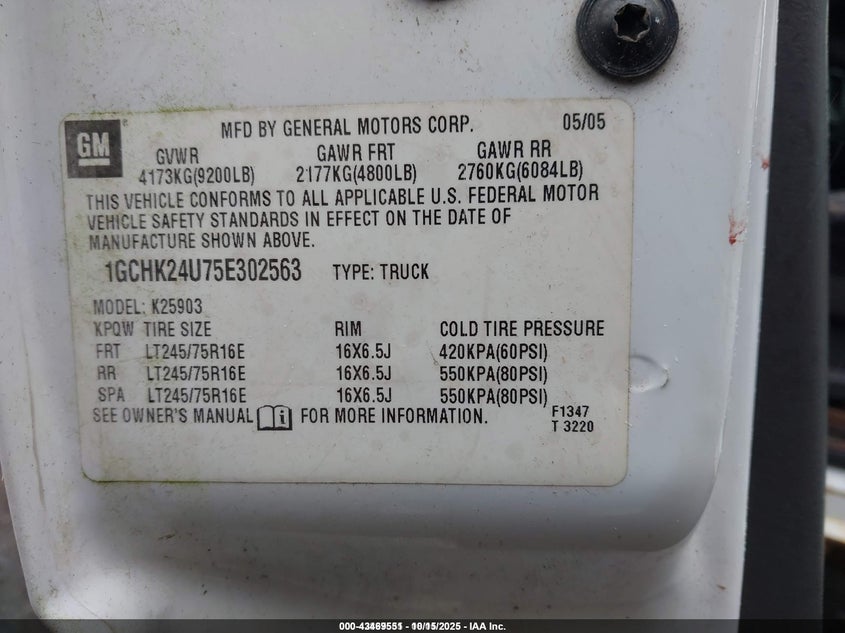 GM
MFD BY GENERAL MOTORS CORP. 05/05
GVWR GAWR FRT GAWR RR
4173KG(9200LB) 2177KG(4800LB) 2760KG(6084LB)
THIS VEHICLE CONFORMS TO ALL APPLICABLE U.S. FEDERAL MOTOR
VEHICLE SAFETY STANDARDS IN EFFECT ON THE DATE OF
MANUFACTURE SHOWN ABOVE.
1GCHK24U75E302563 TYPE: TRUCK
MODEL: K25903
KPQW TIRE SIZE RIM COLD TIRE PRESSURE
FRT LT245/75R16E 16X6.5J 420KPA(60PSI)
RR LT245/75R16E 16X6.5J 550KPA(80PSI)
SPA LT245/75R16E 16X6.5J 550KPA(80PSI)
SEE OWNER'S MANUAL FOR MORE INFORMATION. F1347
T 3220
- IAA Inc.